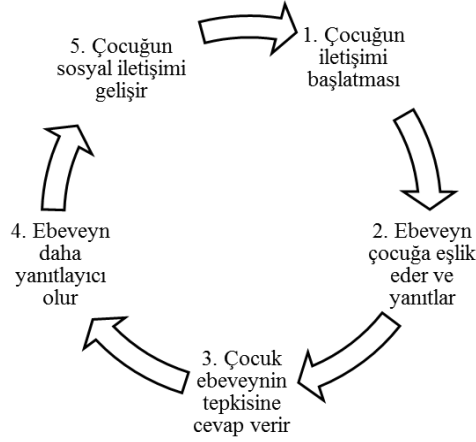 1. Çocuğun
iletişimi
başlatması
2. Ebeveyn
çocuğa eşlik
eder ve
yanıtlar
3. Çocuk
ebeveynin
tepkisine
cevap verir
4. Ebeveyn
daha
yanıtlayıcı
olur
5. Çocuğun
sosyal iletişimi
gelişir